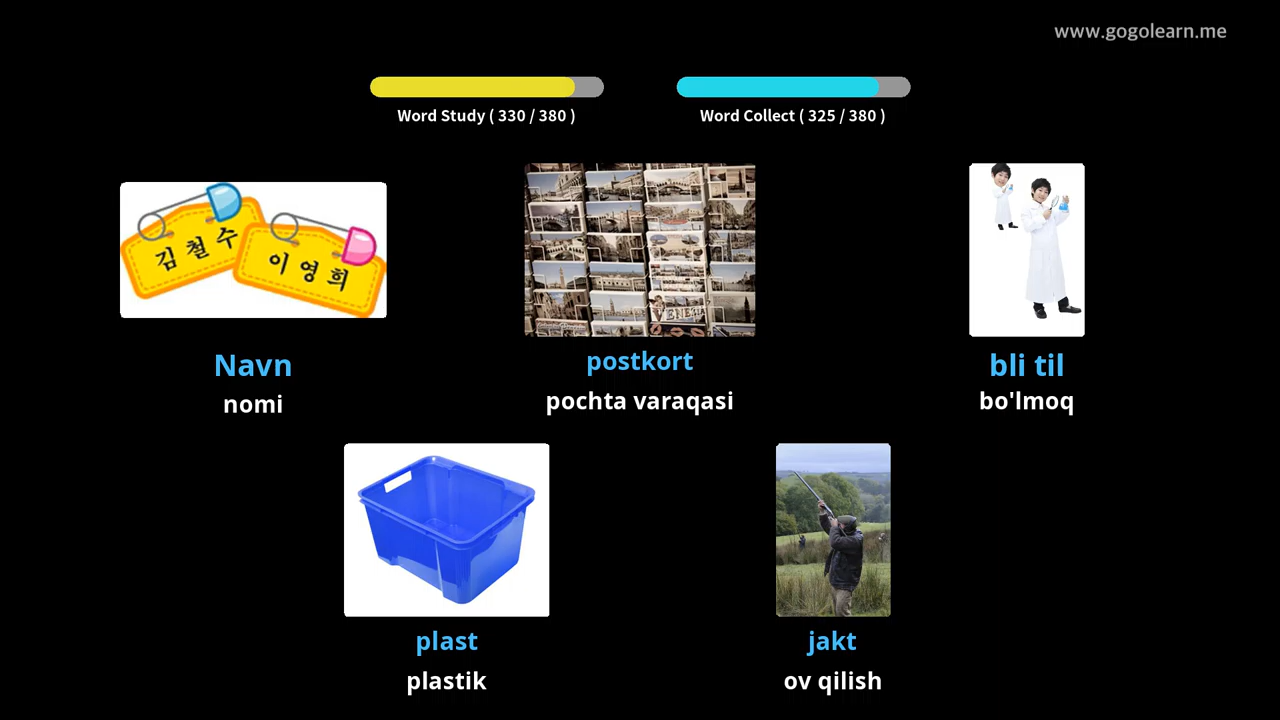 www.gogolearn.me
Word Study ( 330 / 380 )
Word Collect ( 325 / 380 )
김철수
이영희
VENE
Navn
postkort
bli til
nomi
pochta varaqasi
bo'lmoq
plast
jakt
plastik
ov qilish